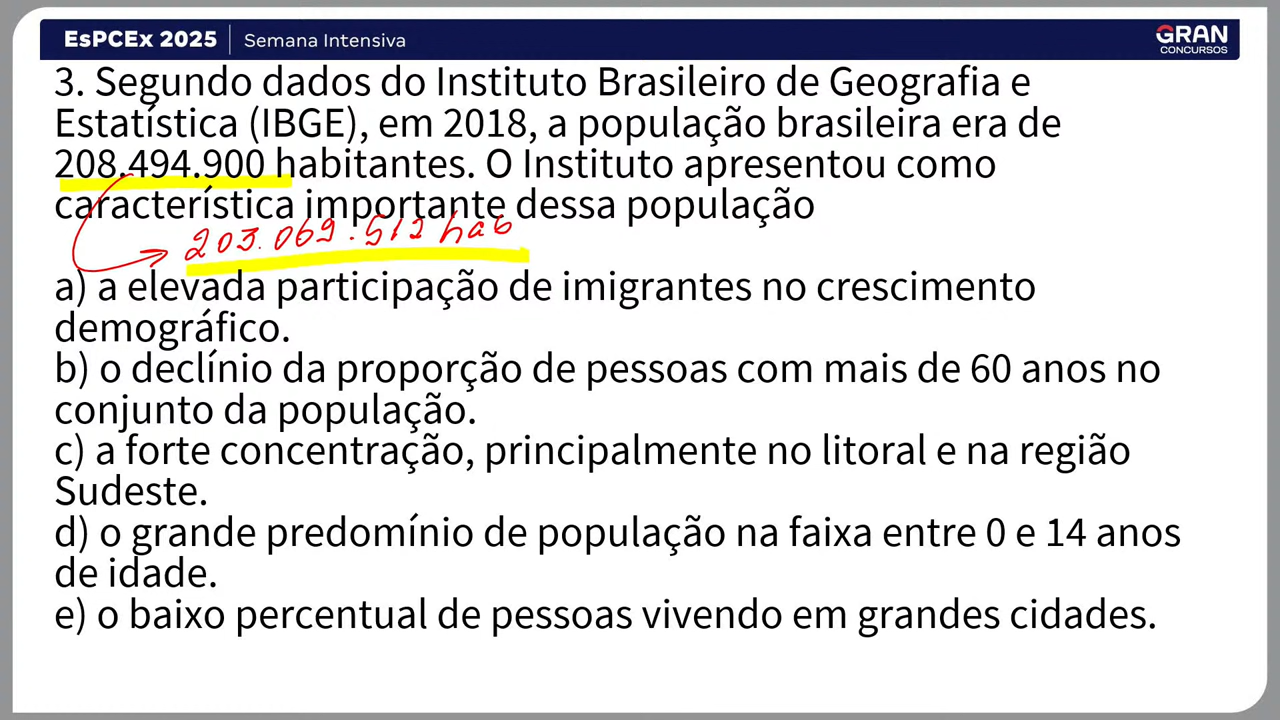 EsPCEx 2025 | Semana Intensiva
GRAN
CONCURSOS
3. Segundo dados do Instituto Brasileiro de Geografia e
Estatística (IBGE), em 2018, a população brasileira era de
208.494.900 habitantes. O Instituto apresentou como
característica importante dessa população
203.069.512 hab
a) a elevada participação de imigrantes no crescimento
demográfico.
b) o declínio da proporção de pessoas com mais de 60 anos no
conjunto da população.
c) a forte concentração, principalmente no litoral e na região
Sudeste.
d) o grande predomínio de população na faixa entre 0 e 14 anos
de idade.
e) o baixo percentual de pessoas vivendo em grandes cidades.